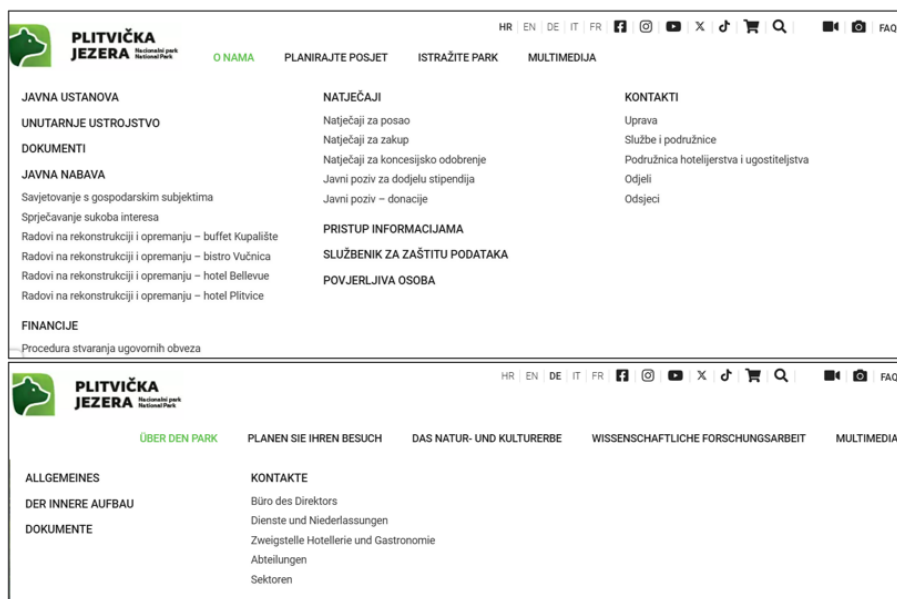 HR | EN | DE | IT | FR
FAQ
PLITVIČKA
JEZERA Nacionalni park
National Park
O NAMA PLANIRAJTE POSJET ISTRAŽITE PARK MULTIMEDIJA
JAVNA USTANOVA
UNUTARNJE USTROJSTVO
DOKUMENTI
JAVNA NABAVA
Savjetovanje s gospodarskim subjektima
Sprječavanje sukoba interesa
Radovi na rekonstrukciji i opremanju – buffet Kupalište
Radovi na rekonstrukciji i opremanju – bistro Vučnica
Radovi na rekonstrukciji i opremanju – hotel Bellevue
Radovi na rekonstrukciji i opremanju – hotel Plitvice
FINANCIJE
Procedura stvaranja ugovornih obveza
NATJEČAJI
Natječaji za posao
Natječaji za zakup
Natječaji za koncesijsko odobrenje
Javni poziv za dodjelu stipendija
Javni poziv – donacije
PRISTUP INFORMACIJAMA
SLUŽBENIK ZA ZAŠTITU PODATAKA
POVJERLJIVA OSOBA
KONTAKTI
Uprava
Službe i podružnice
Podružnica hotelijerstva i ugostiteljstva
Odjeli
Odsjeci
HR | EN | DE | IT | FR
FAQ
PLITVIČKA
JEZERA Nacionalni park
National Park
ÜBER DEN PARK PLANEN SIE IHREN BESUCH DAS NATUR- UND KULTURERBE WISSENSCHAFTLICHE FORSCHUNGSARBEIT MULTIMEDIA
ALLGEMEINES
DER INNERE AUFBAU
DOKUMENTE
KONTAKTE
Büro des Direktors
Dienste und Niederlassungen
Zweigstelle Hotellerie und Gastronomie
Abteilungen
Sektoren